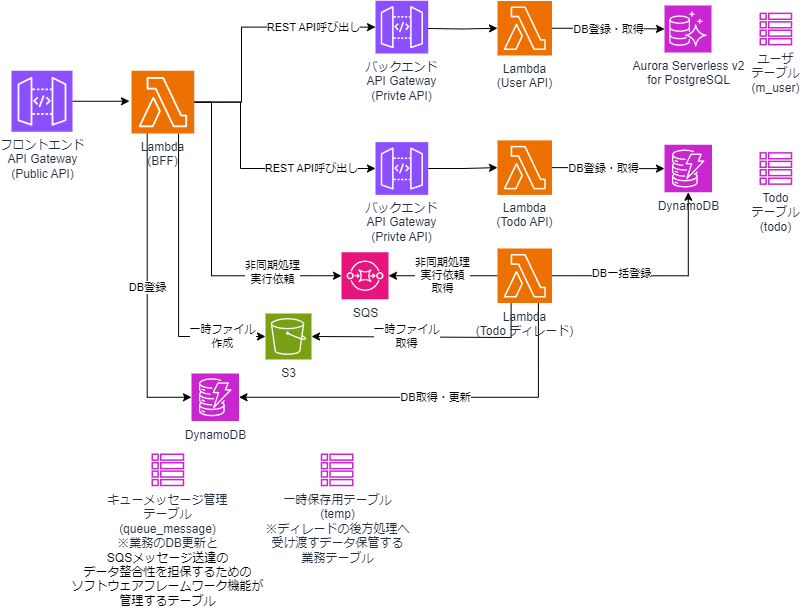 REST API呼び出し
DB登録・取得
バックエンド
API Gateway
(Privte API)
Lambda
(User API)
Aurora Serverless v2
for PostgreSQL
ユーザ
テーブル
(m_user)
フロントエンド
API Gateway
(Public API)
Lambda
(BFF)
REST API呼び出し
DB登録・取得
バックエンド
API Gateway
(Privte API)
Lambda
(Todo API)
DynamoDB
Todo
テーブル
(todo)
非同期処理
実行依頼
非同期処理
実行依頼
取得
DB一括登録
DB登録
SQS
Lambda
(Todo ディレード)
一時ファイル
作成
一時ファイル
取得
S3
DB取得・更新
DynamoDB
キューメッセージ管理
テーブル
(queue_message)
※業務のDB更新と
SQSメッセージ送達の
データ整合性を担保するための
ソフトウェアフレームワーク機能が
管理するテーブル
一時保存用テーブル
(temp)
※ディレードの後方処理へ
受け渡すデータ保管する
業務テーブル